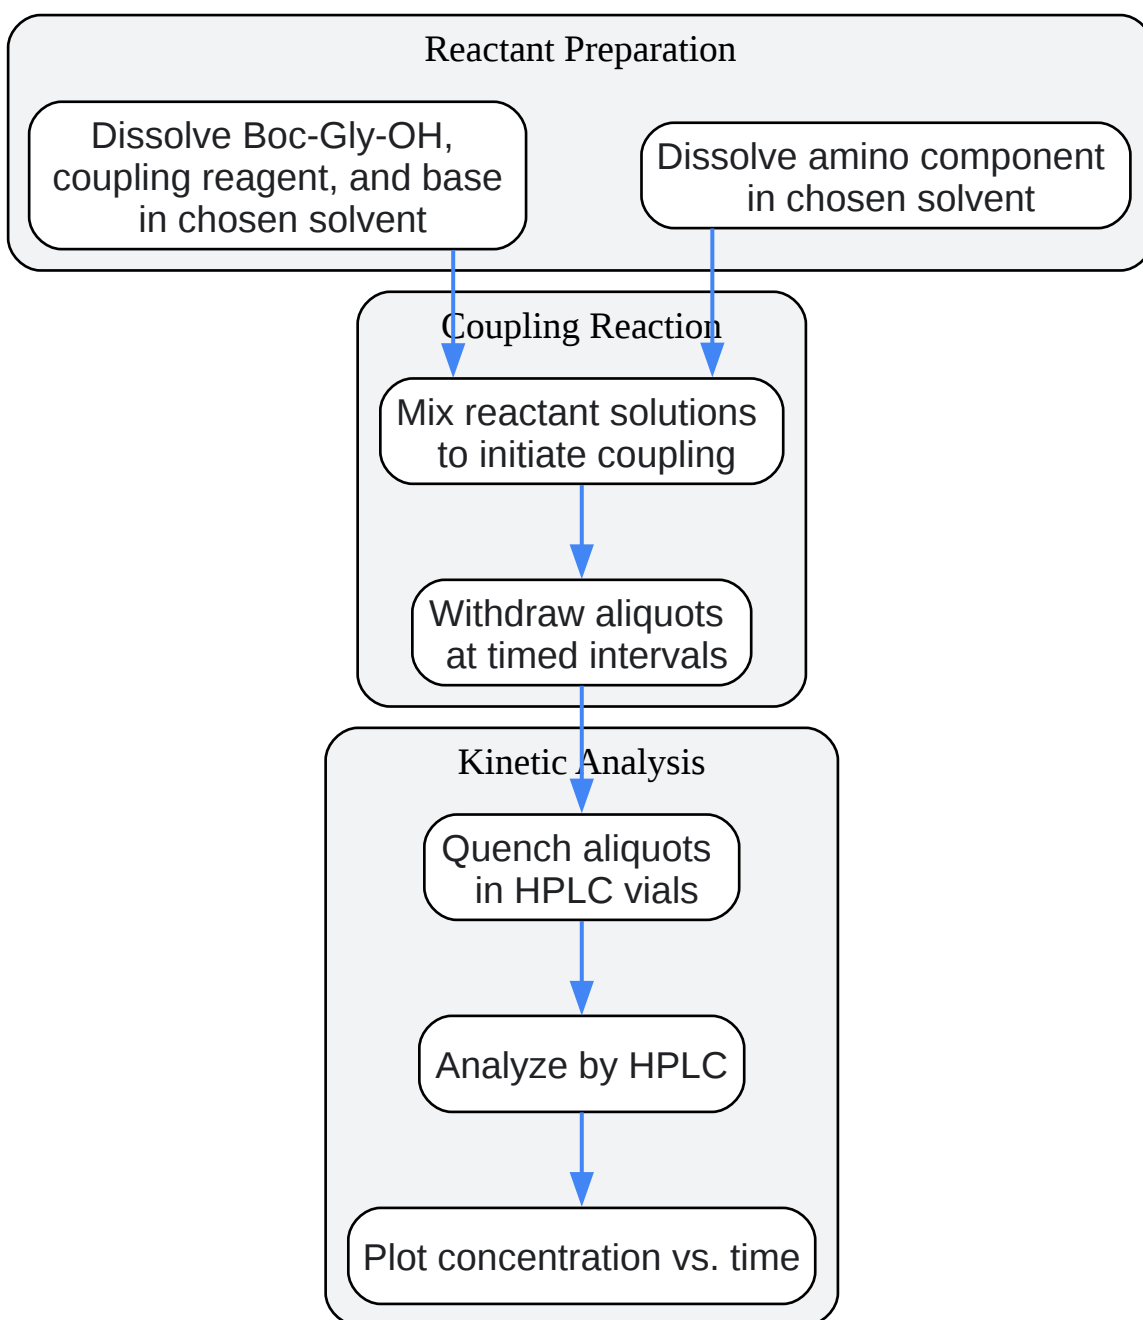 Reactant Preparation
Dissolve Boc-Gly-OH,
coupling reagent, and base
in chosen solvent
Dissolve amino component
in chosen solvent
Coupling Reaction
Mix reactant solutions
to initiate coupling
Withdraw aliquots
at timed intervals
Kinetic Analysis
Quench aliquots
in HPLC vials
Analyze by HPLC
Plot concentration vs. time